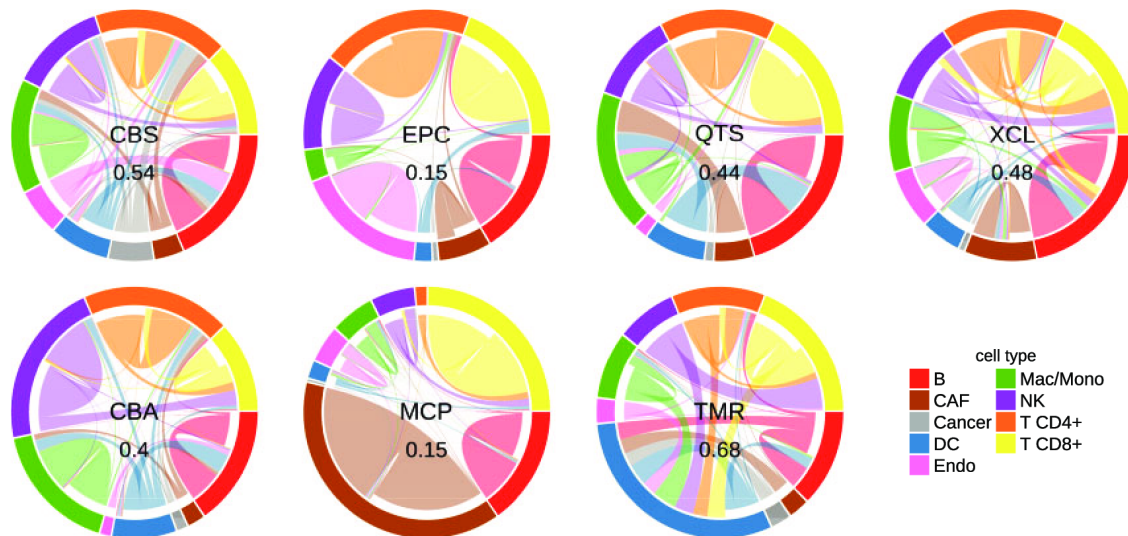 CBS
0.54
EPC
0.15
QTS
0.44
XCL
0.48
CBA
0.4
MCP
0.15
TMR
0.68
cell type
B
CAF
Cancer
DC
Endo
Mac/Mono
NK
T CD4+
T CD8+